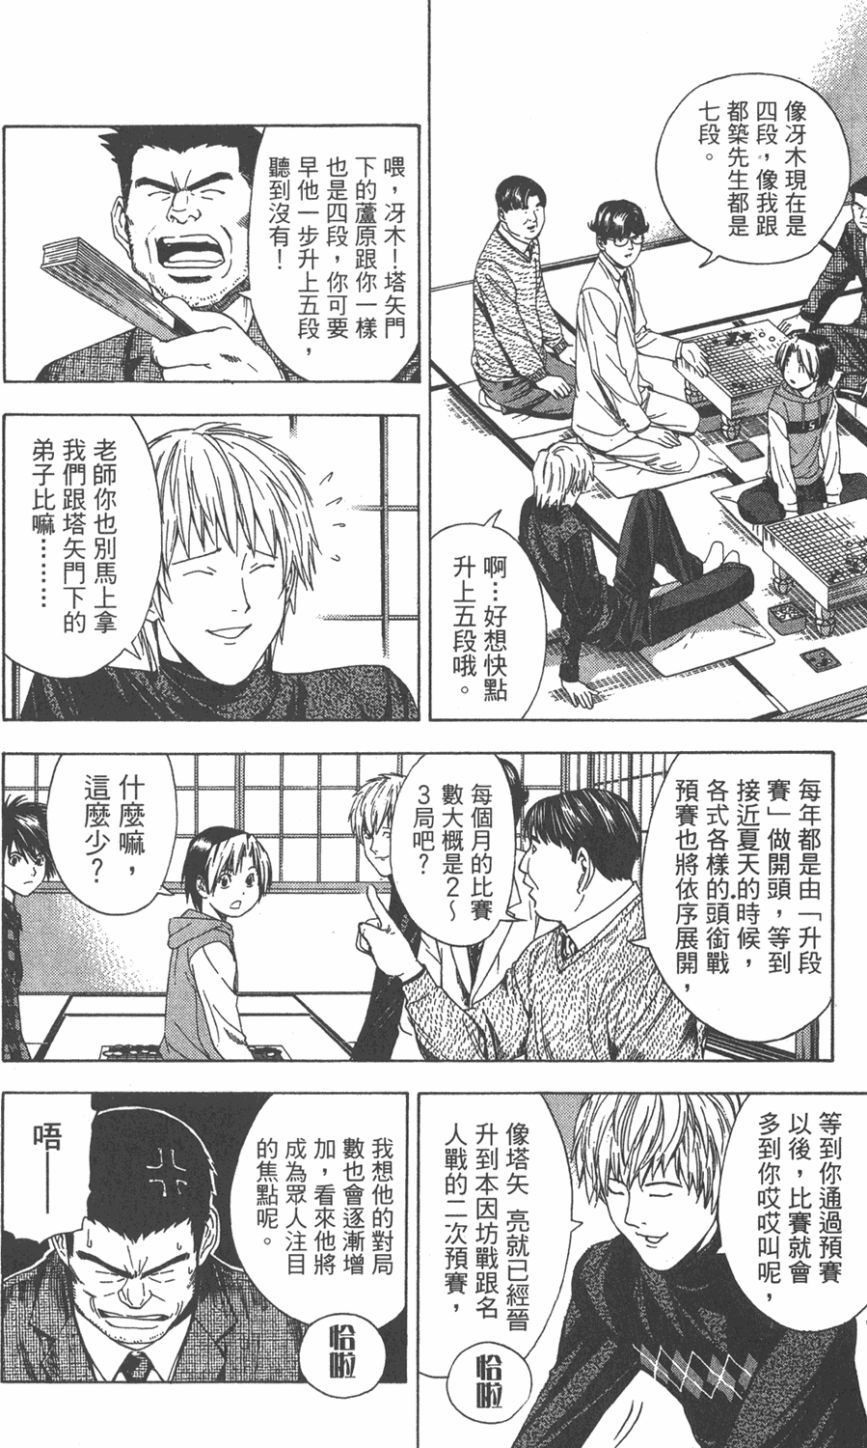 像冴木現在是
四段，像我跟
都築先生都是
七段。
啊…好想快點
升上五段哦。
喂，冴木！塔矢門
下的蘆原跟你一樣
也是四段，你可要
早他一步升上五段，
聽到沒有！
老師你也別馬上拿
我們跟塔矢門下的
弟子比嘛………
每年都是由「升段
賽」做開頭，等到
接近夏天的時候，
各式各樣的頭銜戰
預賽也將依序展開，
每個月的比賽
數大概是2～
3局吧？
什麼嘛，
這麼少？
等到你通過預賽
以後，比賽就會
多到你哎哎叫呢，
像塔矢 亮就已經晉
升到本因坊戰跟名
人戰的二次預賽，
恰啦
我想他的對局
數也會逐漸增
加，看來他將
成為眾人注目
的焦點呢。
恰啦
唔——